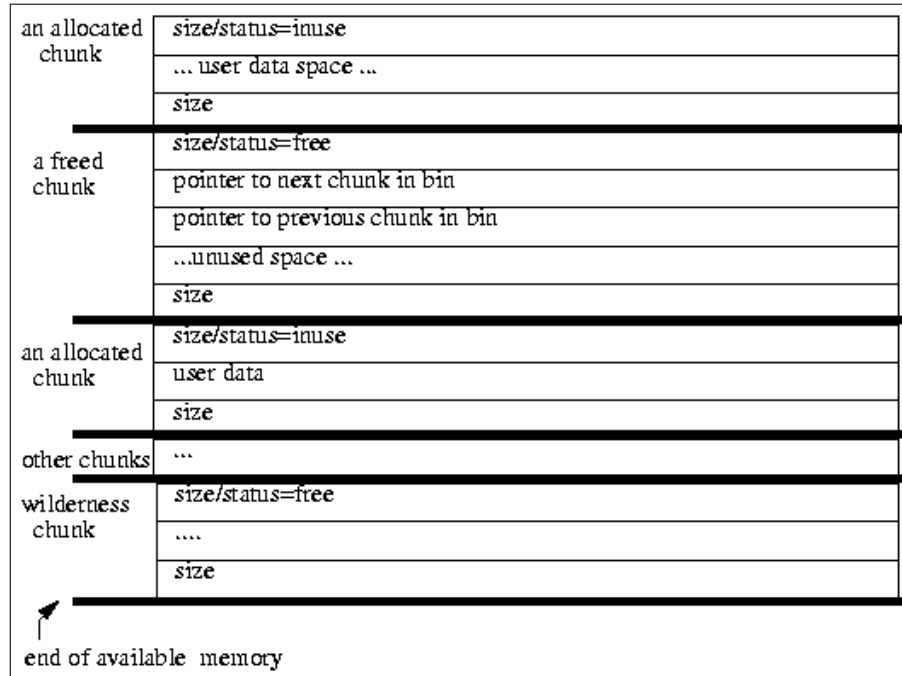 an allocated chunk
size/status=inuse
... user data space ...
size
a freed chunk
size/status=free
pointer to next chunk in bin
pointer to previous chunk in bin
...unused space ...
size
an allocated chunk
size/status=inuse
user data
size
other chunks
...
wilderness chunk
size/status=free
....
size
end of available memory